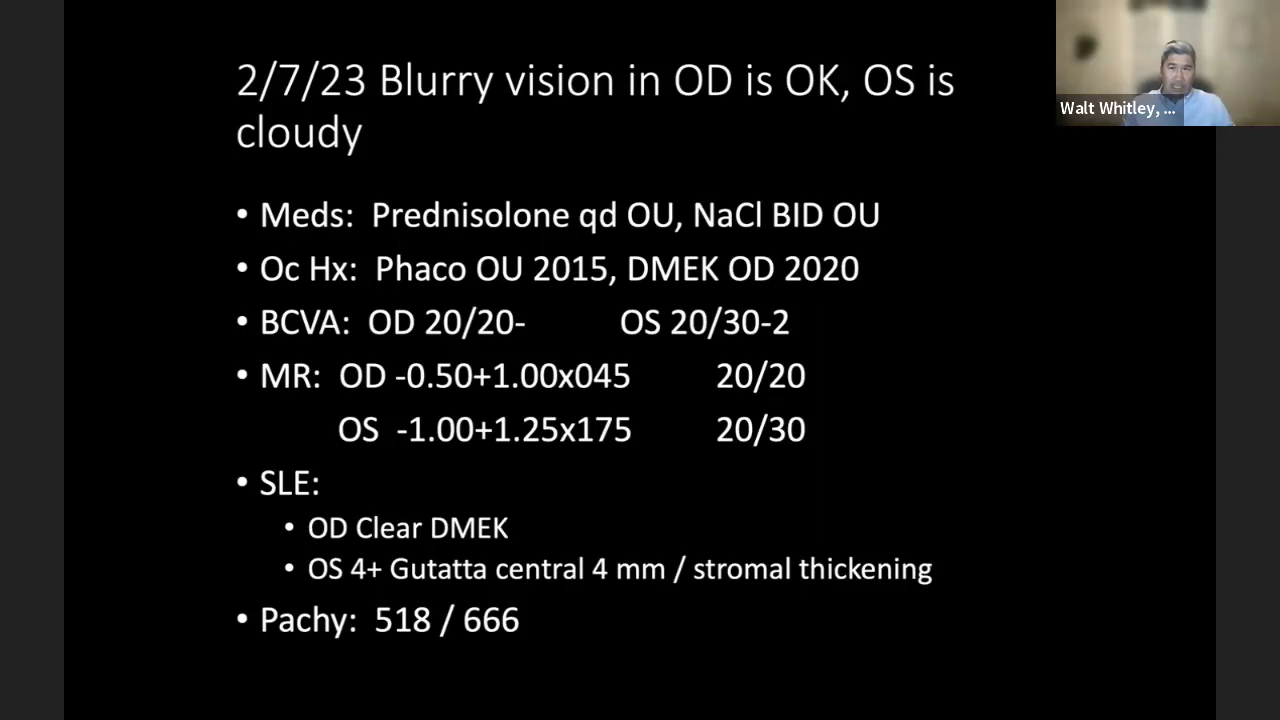 2/7/23 Blurry vision in OD is OK, OS is
cloudy
• Meds: Prednisolone qd OU, NaCl BID OU
• Oc Hx: Phaco OU 2015, DMEK OD 2020
• BCVA: OD 20/20- OS 20/30-2
• MR: OD -0.50+1.00x045 20/20
OS -1.00+1.25x175 20/30
• SLE:
• OD Clear DMEK
• OS 4+ Gutatta central 4 mm / stromal thickening
• Pachy: 518 / 666
Walt Whitley, ...